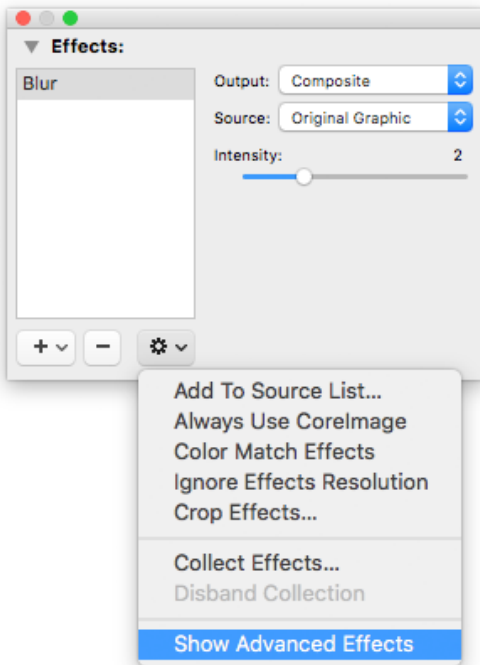 Effects:
Blur
Output: Composite
Source: Original Graphic
Intensity: 2
Add To Source List...
Always Use CoreImage
Color Match Effects
Ignore Effects Resolution
Crop Effects...
Collect Effects...
Disband Collection
Show Advanced Effects